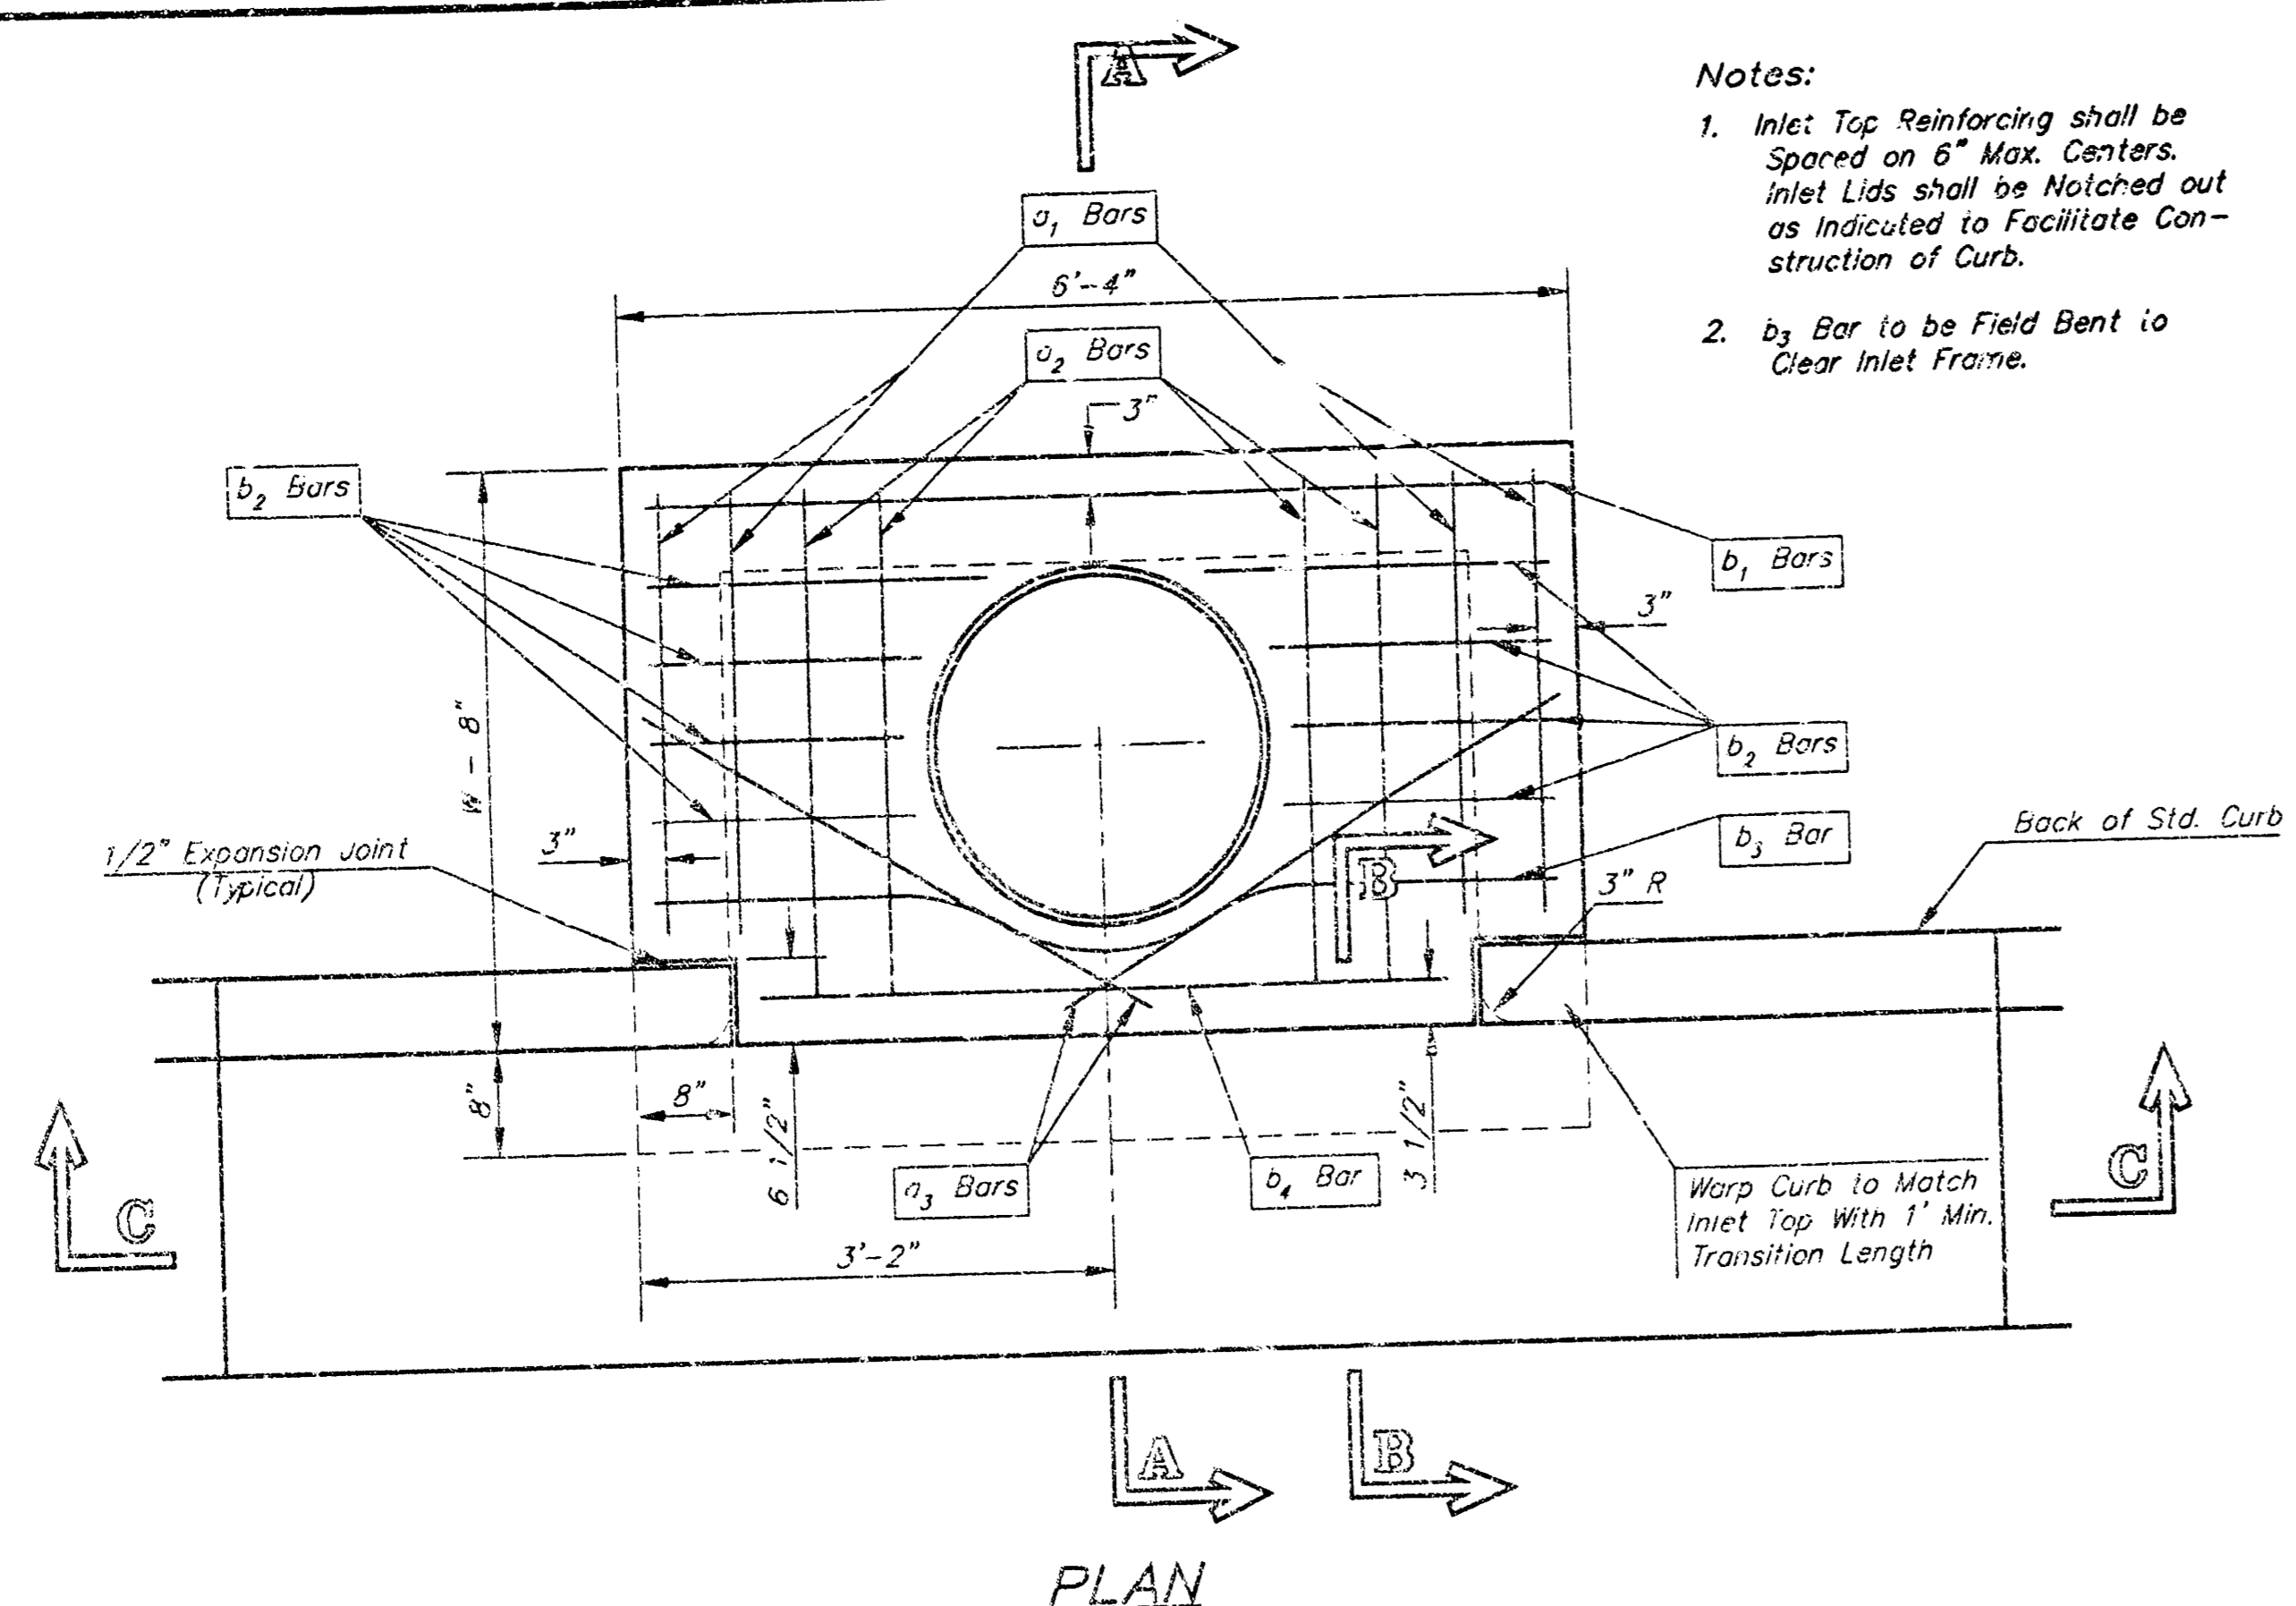 A
Notes:
1. Inlet Top Reinforcing shall be
Spaced on 6" Max. Centers.
Inlet Lids shall be Notched out
as Indicated to Facilitate Con-
struction of Curb.
2. b3 Bar to be Field Bent to
Clear Inlet Frame.
a1 Bars
6'-4"
a2 Bars
3"
b2 Bars
b1 Bars
3"
W - 8"
b2 Bars
b3 Bar
Back of Std. Curb
1/2" Expansion Joint
(Typical)
3"
B
3" R
8"
8"
6 1/2"
3 1/2"
a3 Bars
b4 Bar
C
C
Warp Curb to Match
Inlet Top With 1' Min.
Transition Length
3'-2"
A
B
PLAN